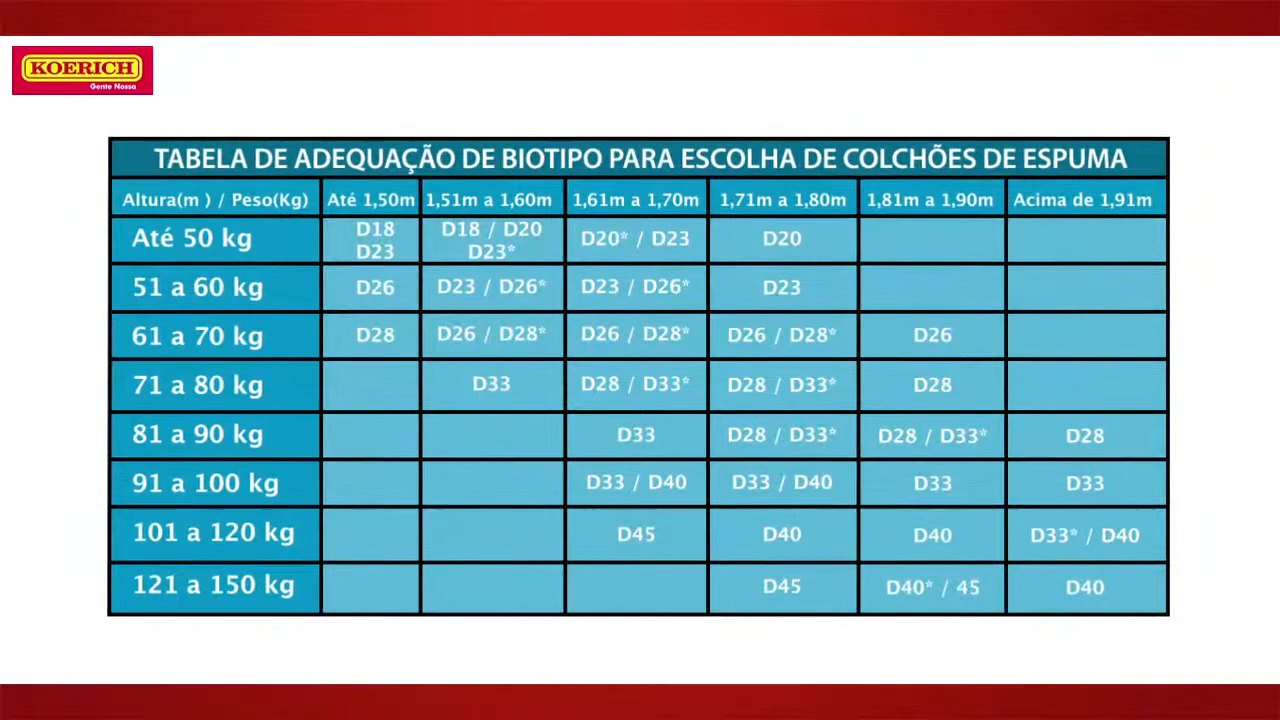 KOERICH
Gente Nossa
TABELA DE ADEQUAÇÃO DE BIOTIPO PARA ESCOLHA DE COLCHÕES DE ESPUMA
Altura(m ) / Peso(Kg) Até 1,50m 1,51m a 1,60m 1,61m a 1,70m 1,71m a 1,80m 1,81m a 1,90m Acima de 1,91m
Até 50 kg D18 D23 D18 / D20 D23* D20* / D23 D20
51 a 60 kg D26 D23 / D26* D23 / D26* D23
61 a 70 kg D28 D26 / D28* D26 / D28* D26 / D28* D26
71 a 80 kg D33 D28 / D33* D28 / D33* D28
81 a 90 kg D33 D28 / D33* D28 / D33* D28
91 a 100 kg D33 / D40 D33 / D40 D33 D33
101 a 120 kg D45 D40 D40 D33* / D40
121 a 150 kg D45 D40* / 45 D40